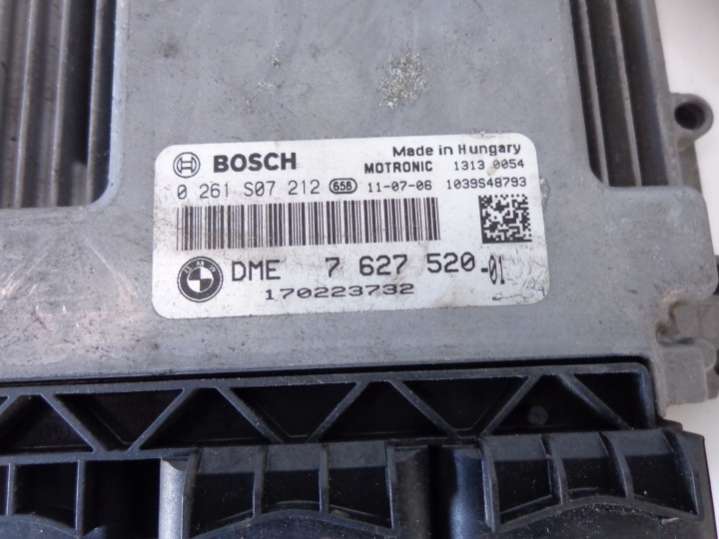 BOSCH
Made in Hungary
MOTRONIC 1313 0054
0 261 S07 212 658 11-07-06 1039S48793
DME 7 627 520-01
170223732